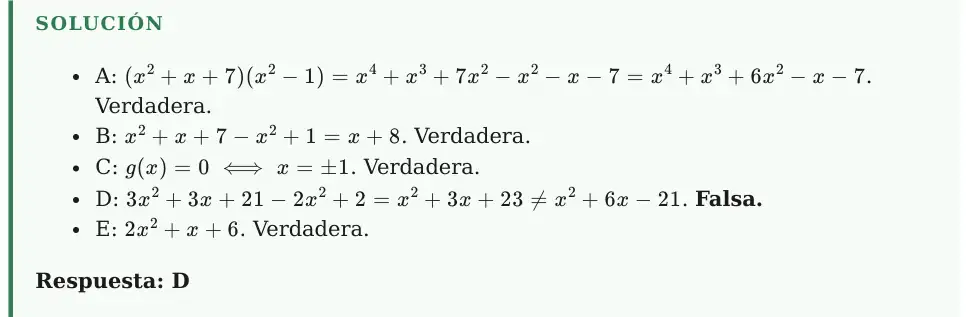 SOLUCIÓN
• A: (x² + x + 7)(x² − 1) = x⁴ + x³ + 7x² − x² − x − 7 = x⁴ + x³ + 6x² − x − 7.
Verdadera.
• B: x² + x + 7 − x² + 1 = x + 8. Verdadera.
• C: g(x) = 0 ⟺ x = ±1. Verdadera.
• D: 3x² + 3x + 21 − 2x² + 2 = x² + 3x + 23 ≠ x² + 6x − 21. Falsa.
• E: 2x² + x + 6. Verdadera.
Respuesta: D